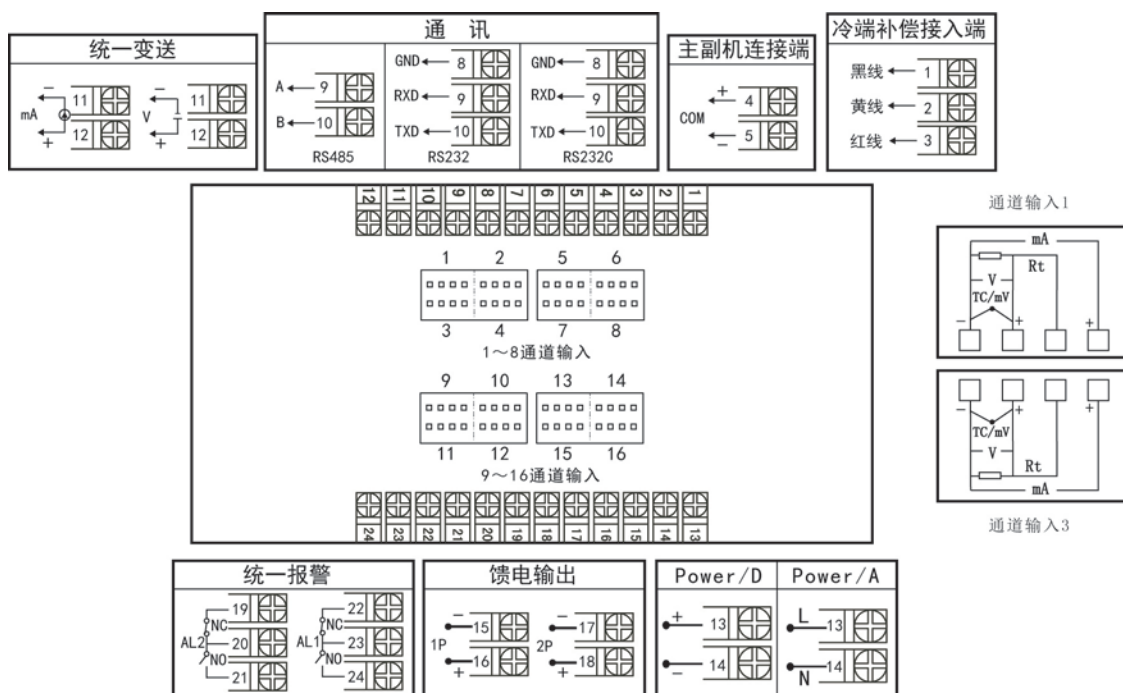 统一变送
mA
-
+
11
12
V
-
+
11
12
通 讯
A
9
B
10
RS485
GND
8
RXD
9
TXD
10
RS232
GND
8
RXD
9
TXD
10
RS232C
主副机连接端
COM
+
4
5
-
冷端补偿接入端
黑线
1
黄线
2
红线
3
12 11 10 9 8 7 6 5 4 3 2 1
1 2 5 6
3 4 7 8
1～8通道输入
9 10 13 14
11 12 15 16
9～16通道输入
24 23 22 21 20 19 18 17 16 15 14 13
通道输入1
mA
Rt
V
TC/mV
- + +
- + +
TC/mV
V
Rt
mA
通道输入3
统一报警
AL2
19
NC
20
NO
21
AL1
22
NC
23
NO
24
馈电输出
1P
-
15
16
+
2P
-
17
18
+
Power/D
+
13
14
-
Power/A
L
13
14
N